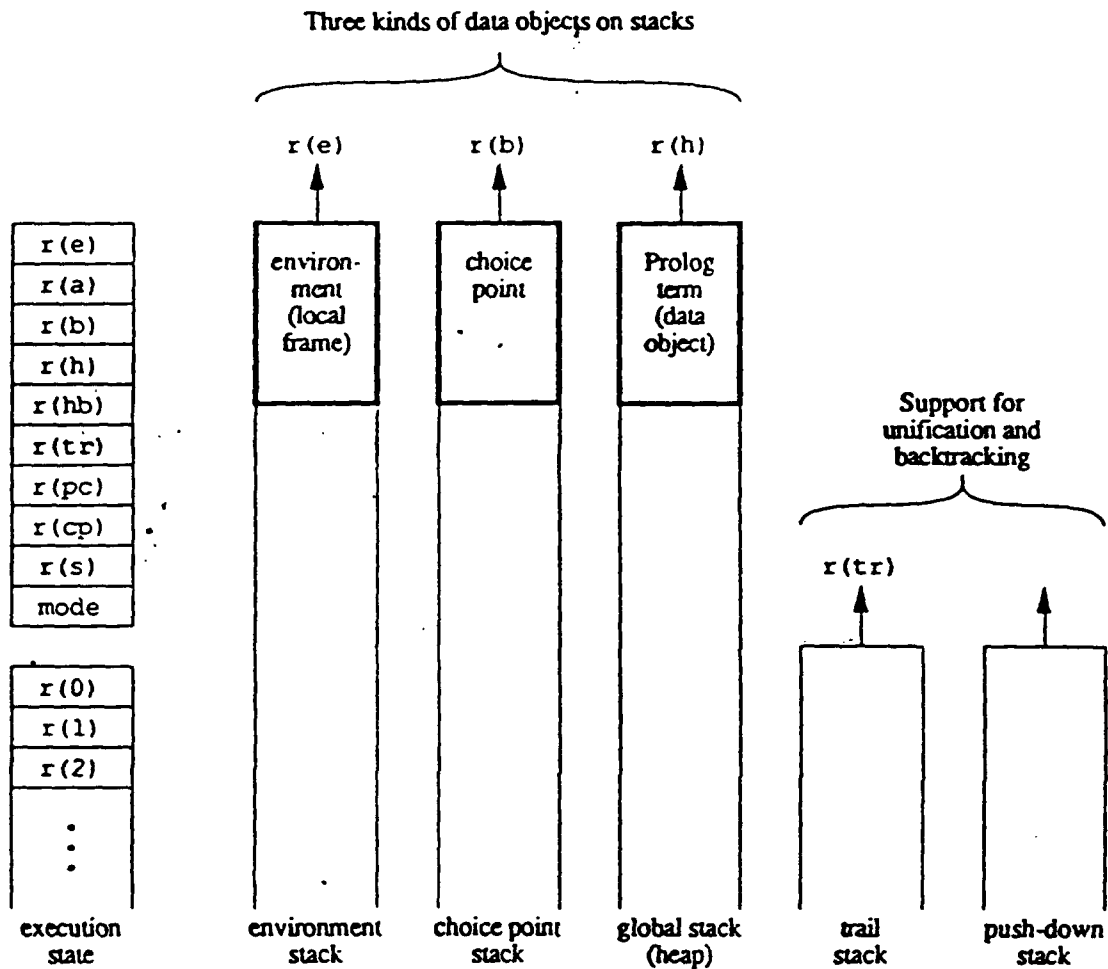 Three kinds of data objects on stacks
r(e)
r(b)
r(h)
r(e)
r(a)
r(b)
r(h)
r(hb)
r(tr)
r(pc)
r(cp)
r(s)
mode
r(0)
r(1)
r(2)
environ-
ment
(local
frame)
choice
point
Prolog
term
(data
object)
Support for
unification and
backtracking
r(tr)
execution
state
environment
stack
choice point
stack
global stack
(heap)
trail
stack
push-down
stack